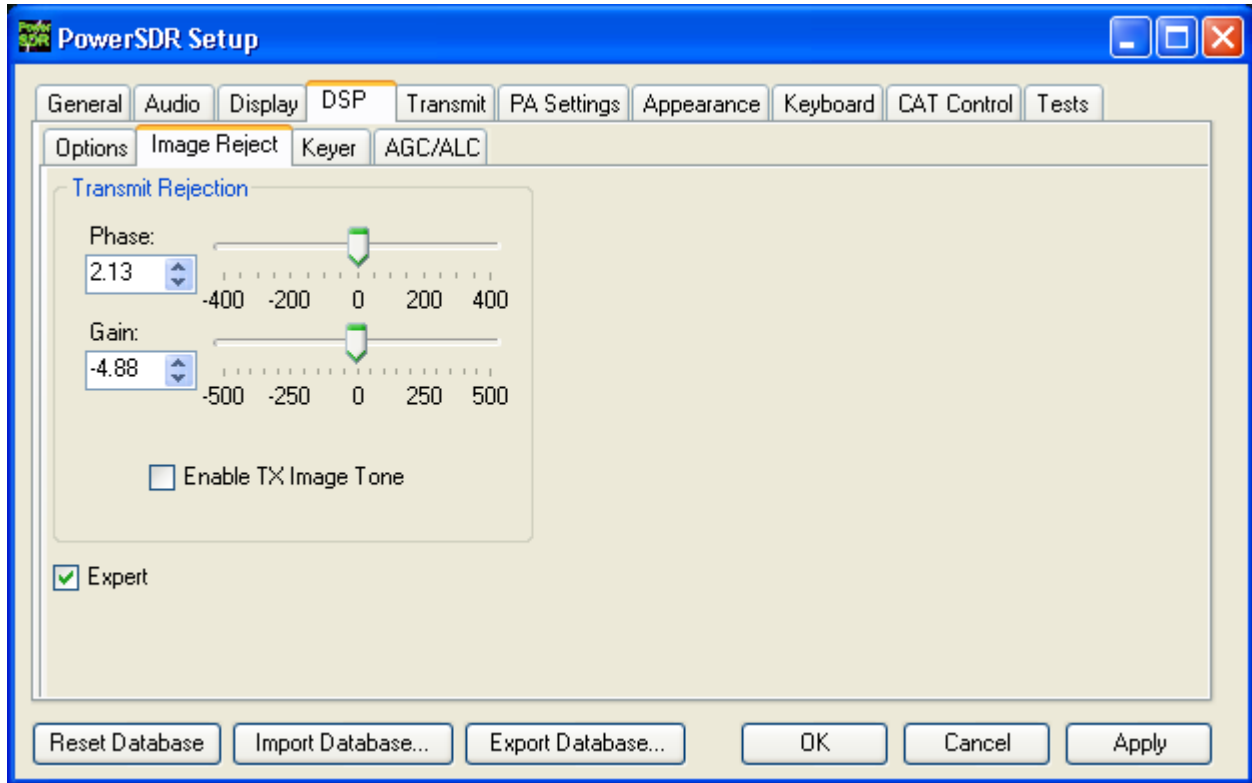 Power SDR PowerSDR Setup
General Audio Display DSP Transmit PA Settings Appearance Keyboard CAT Control Tests
Options Image Reject Keyer AGC/ALC
Transmit Rejection
Phase:
2.13
-400 -200 0 200 400
Gain:
-4.88
-500 -250 0 250 500
Enable TX Image Tone
Expert
Reset Database Import Database... Export Database... OK Cancel Apply